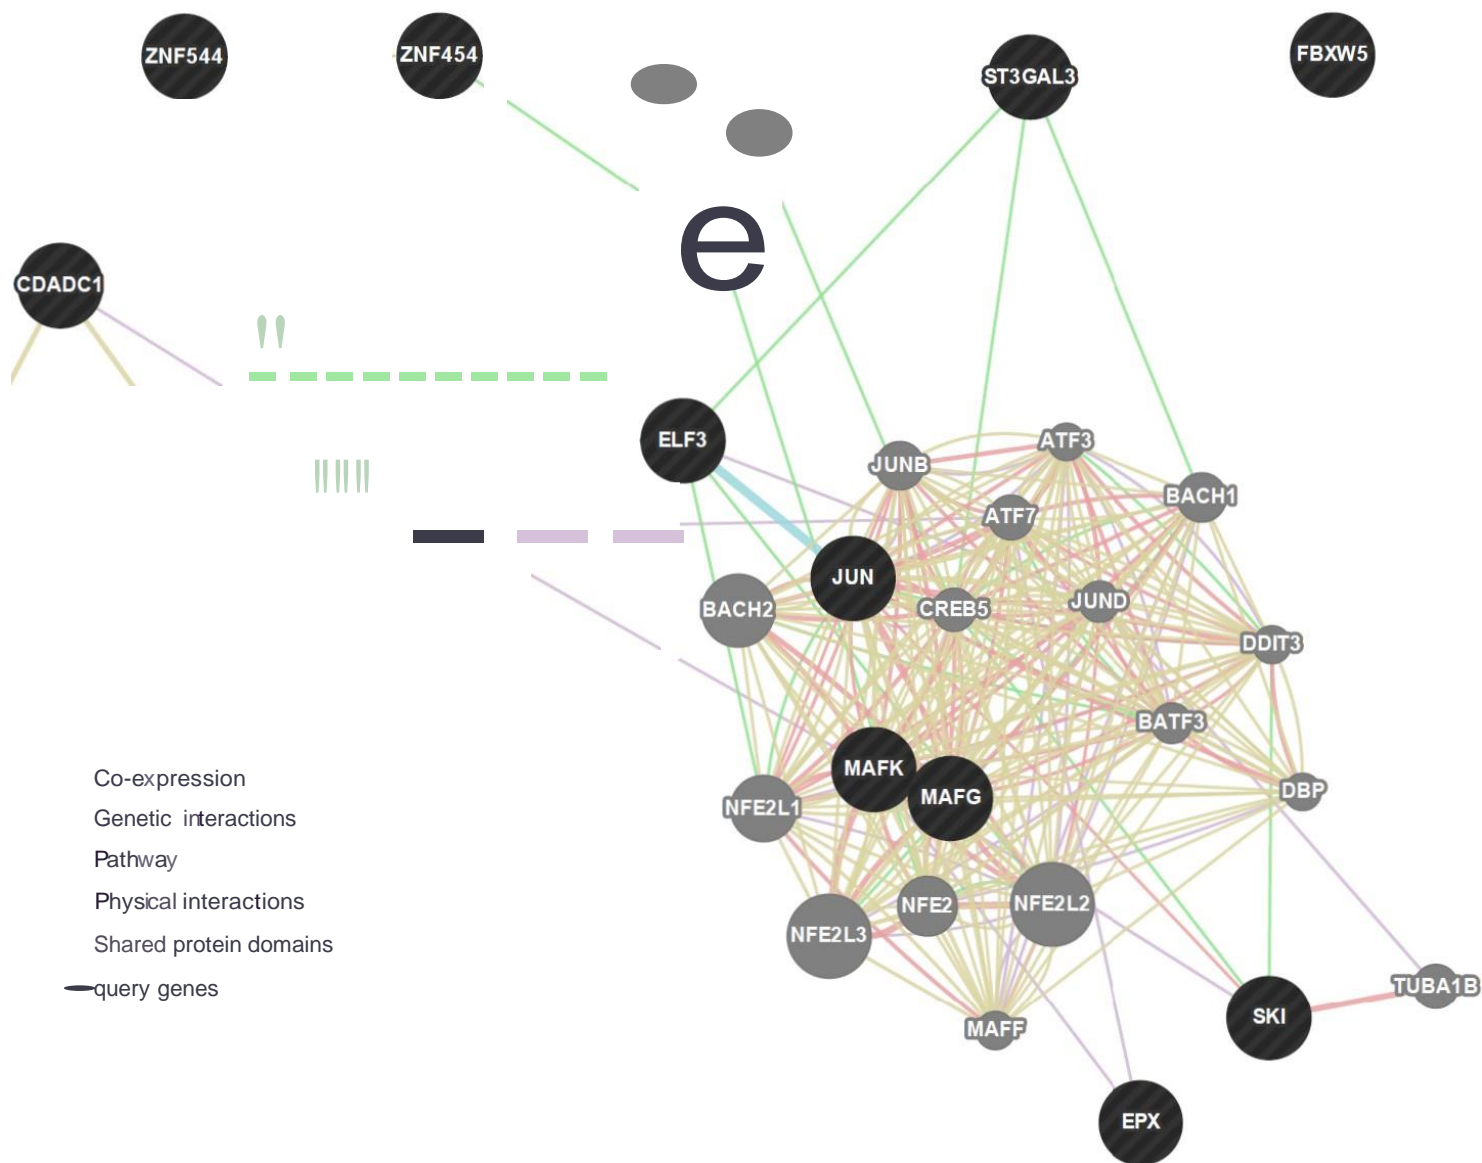 ZNF544
ZNF454
ST3GAL3
FBXW5
e
CDADC1
"
ELF3
JUNB
ATF3
BACH1
""""
ATF7
JUN
BACH2
CREB5
JUND
DDIT3
BATF3
MAFK
MAFG
NFE2L1
DBP
Co-expression
Genetic interactions
Pathway
Physical interactions
Shared protein domains
query genes
NFE2L3
NFE2
NFE2L2
MAFF
SKI
TUBA1B
EPX